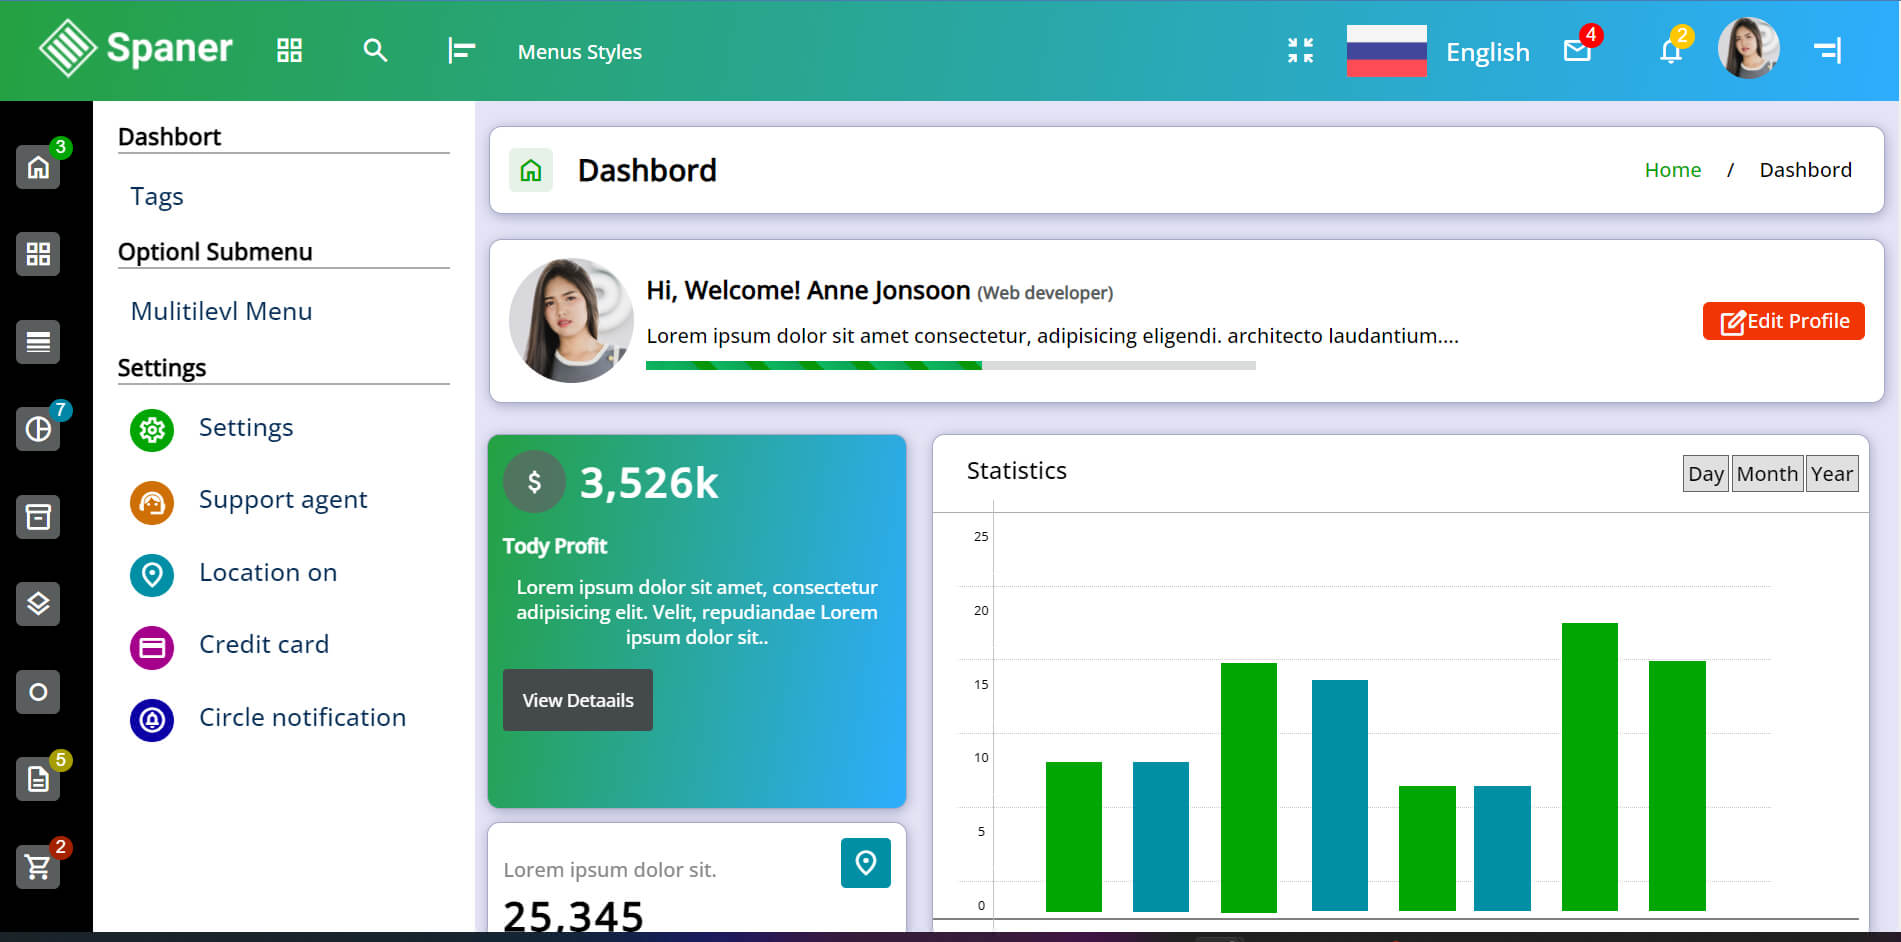 Spaner
Menus Styles
English
4
2
3
7
5
2
Dashbort
Tags
Optionl Submenu
Mulitilevl Menu
Settings
Settings
Support agent
Location on
Credit card
Circle notification
Dashbord
Home / Dashbord
Hi, Welcome! Anne Jonsoon (Web developer)
Lorem ipsum dolor sit amet consectetur, adipisicing eligendi. architecto laudantium....
Edit Profile
$ 3,526k
Tody Profit
Lorem ipsum dolor sit amet, consectetur
adipisicing elit. Velit, repudiandae Lorem
ipsum dolor sit..
View Detaails
Lorem ipsum dolor sit.
25,345
Statistics
Day Month Year
25
20
15
10
5
0